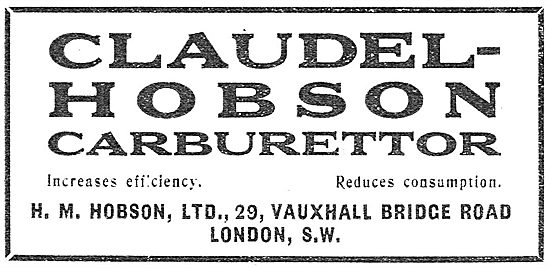 CLAUDEL-
HOBSON
CARBURETTOR
Increases efficiency. Reduces consumption.
H. M. HOBSON, LTD., 29, VAUXHALL BRIDGE ROAD
LONDON, S.W.